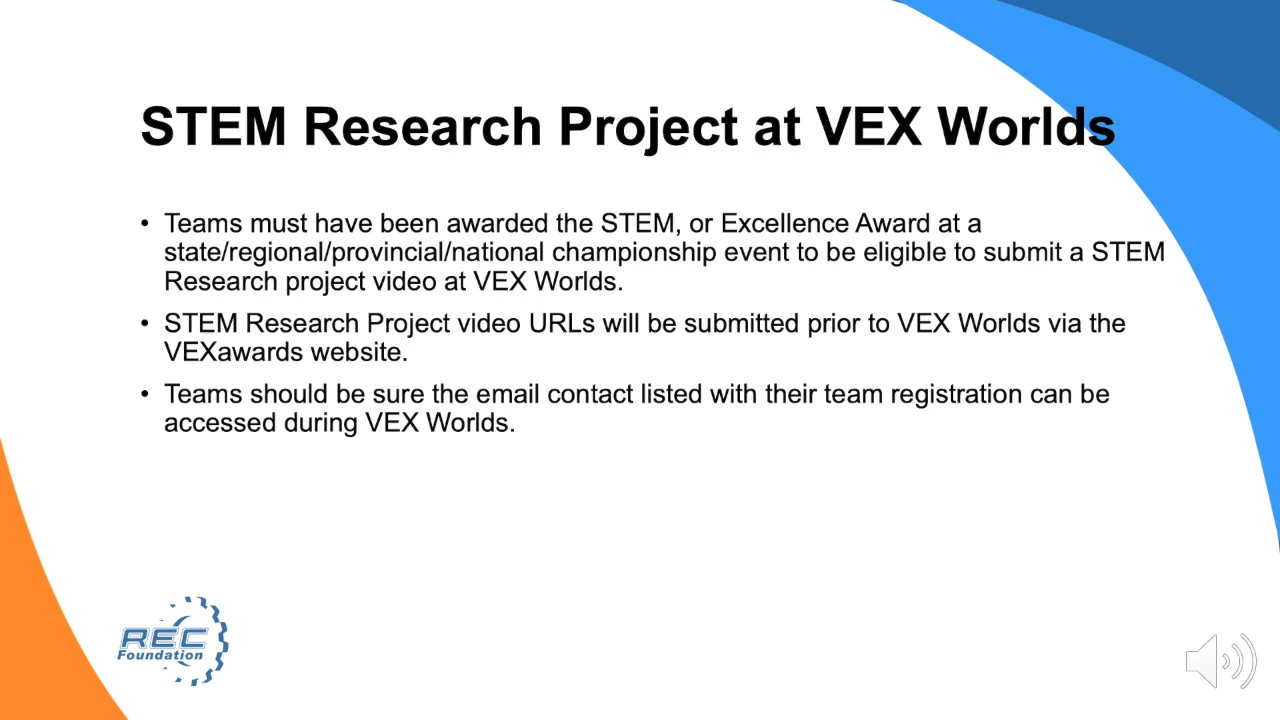 STEM Research Project at VEX Worlds
• Teams must have been awarded the STEM, or Excellence Award at a
state/regional/provincial/national championship event to be eligible to submit a STEM
Research project video at VEX Worlds.
• STEM Research Project video URLs will be submitted prior to VEX Worlds via the
VEXawards website.
• Teams should be sure the email contact listed with their team registration can be
accessed during VEX Worlds.
REC
Foundation